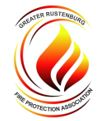 GREATER RUSTENBURG
FIRE PROTECTION ASSOCIATION